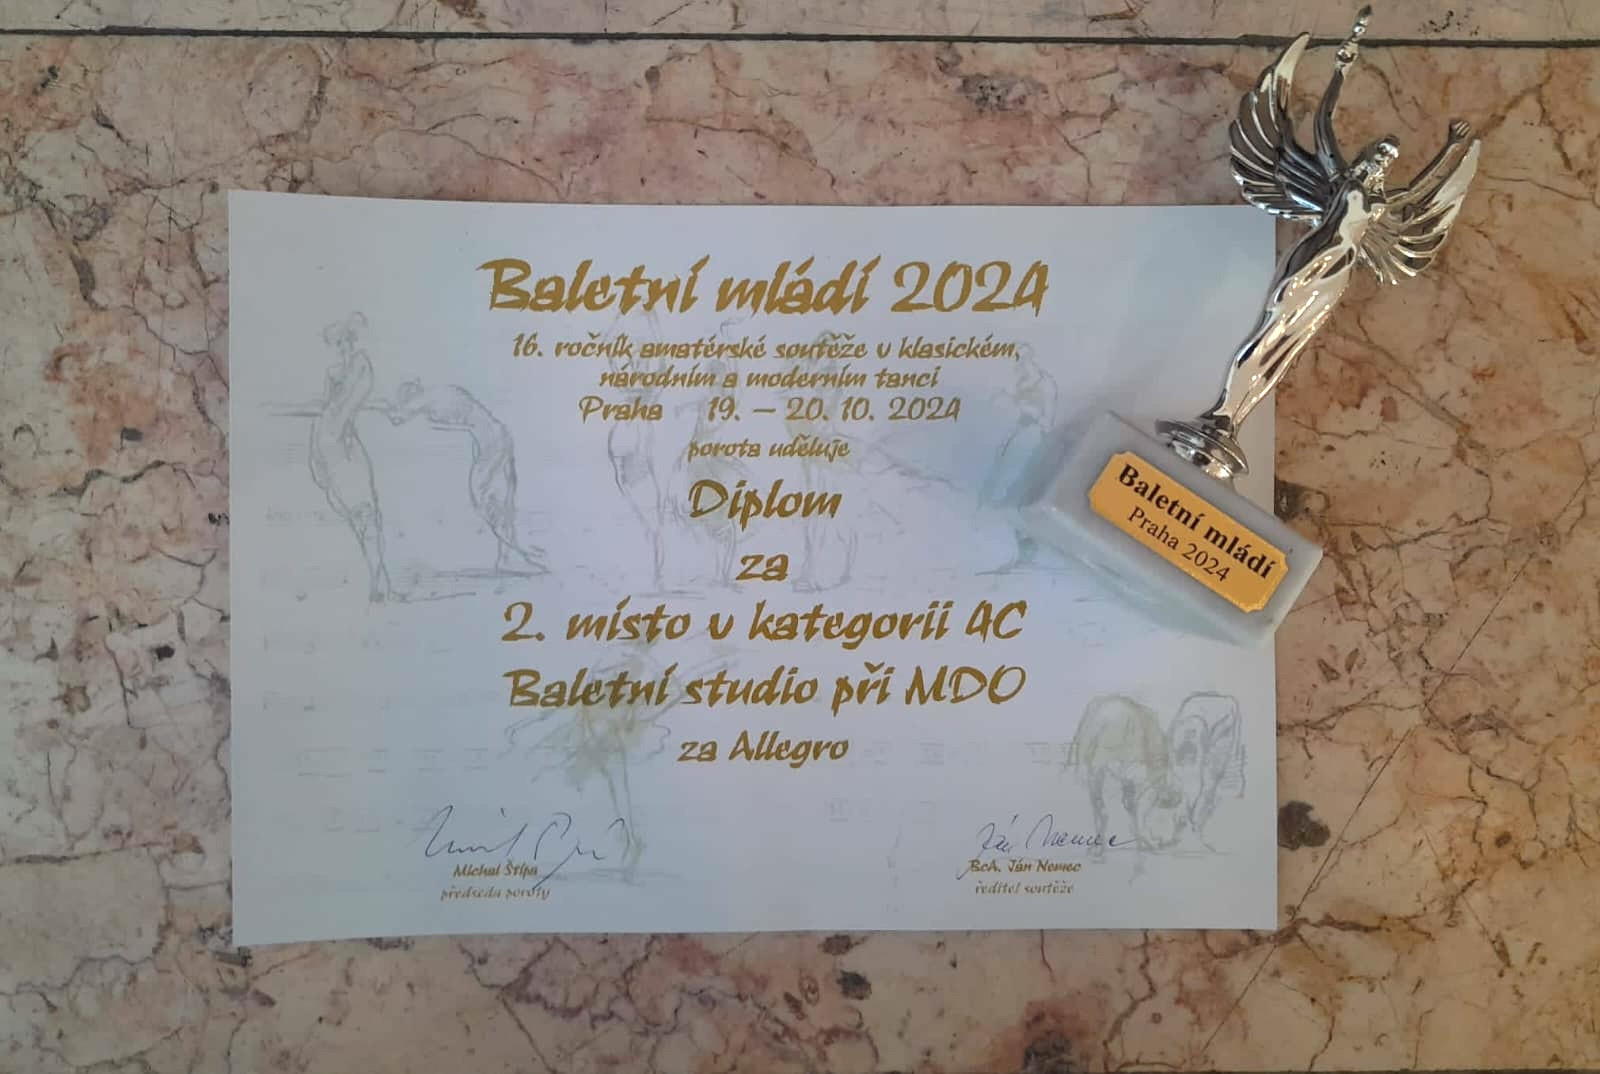 Baletní mládí 2024
16. ročník amatérské soutěže v klasickém,
národním a moderním tanci
Praha 19. – 20. 10. 2024
porota uděluje
Diplom
za
2. místo v kategorii 4C
Baletní studio při MDO
za Allegro
Michal Štípa
předseda poroty
Ján Nemec
BcA. Ján Nemec
ředitel soutěže
Baletní mládí
Praha 2024